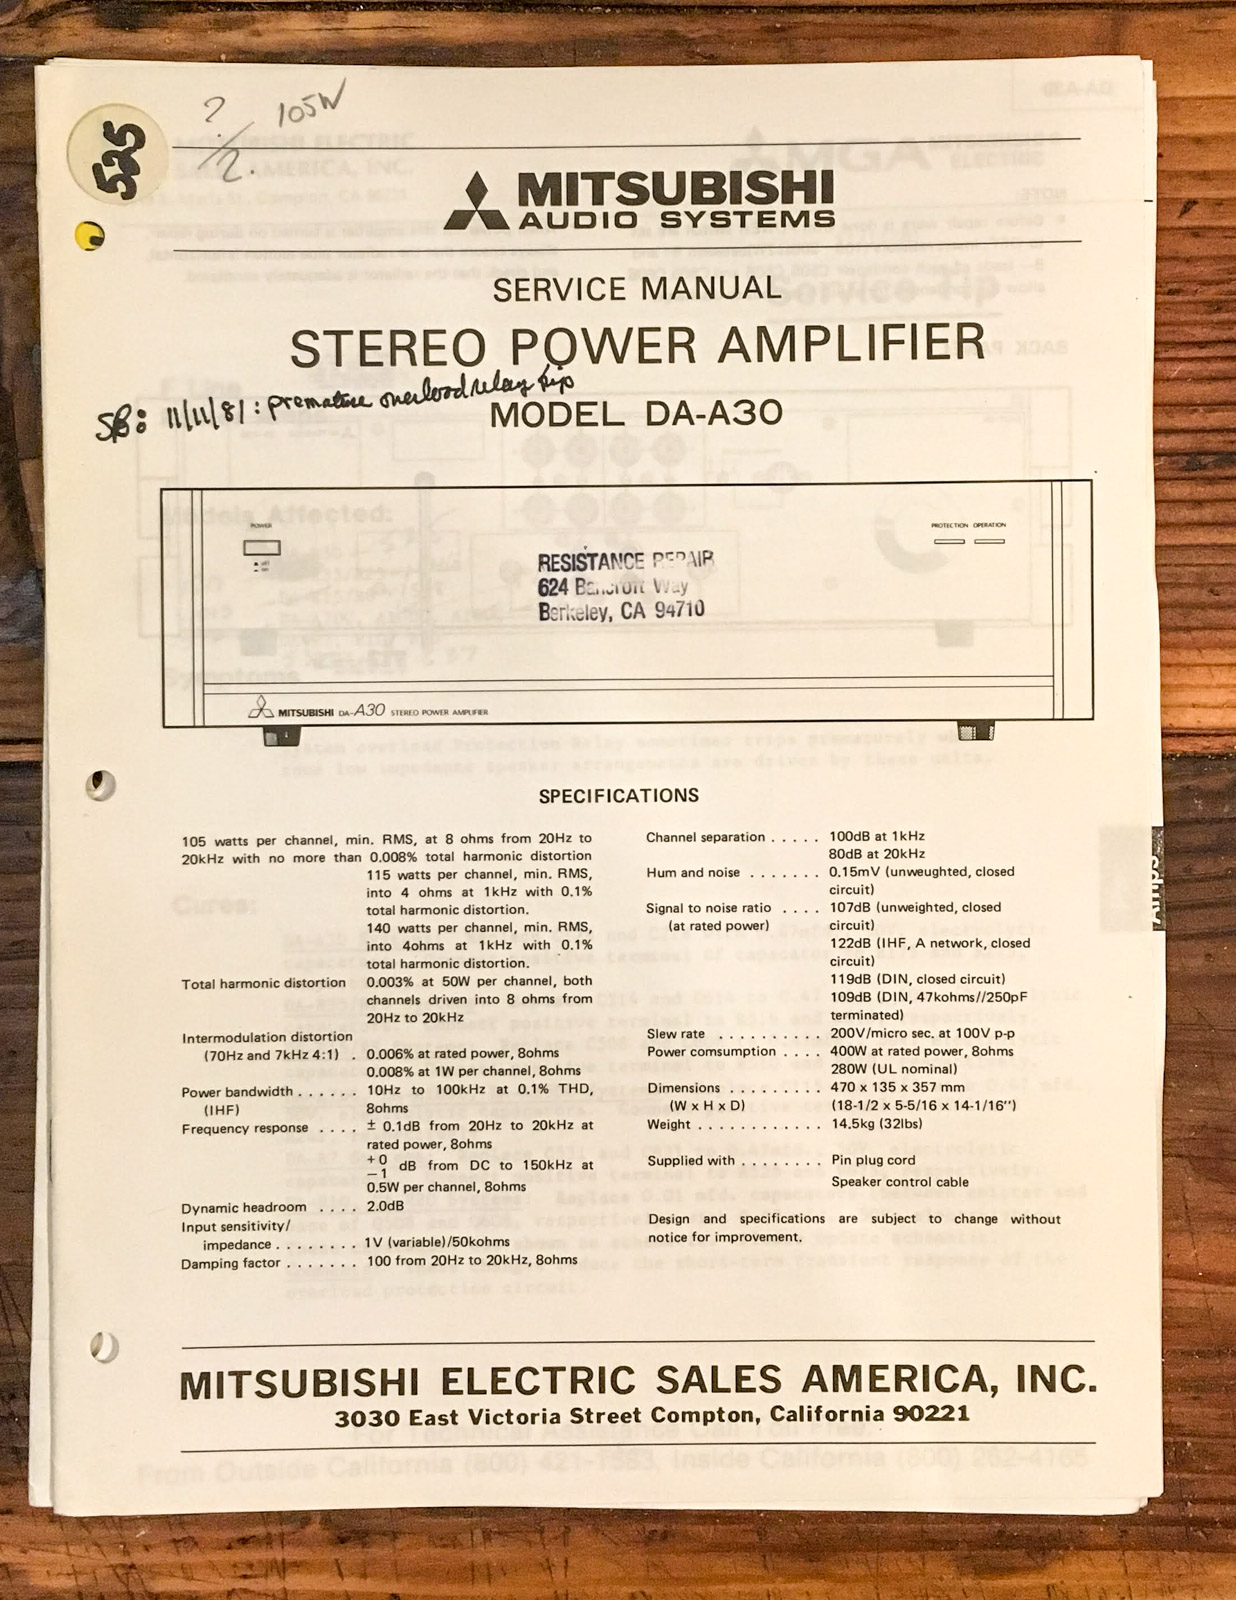 525
?/2. 105W
MITSUBISHI
AUDIO SYSTEMS
SERVICE MANUAL
STEREO POWER AMPLIFIER
SB: 11/11/81: premature overload relay trip
MODEL DA-A30
POWER
PROTECTION OPERATION
RESISTANCE REPAIR
624 Bancroft Way
Berkeley, CA 94710
MITSUBISHI DA-A30 STEREO POWER AMPLIFIER
SPECIFICATIONS
105 watts per channel, min. RMS, at 8 ohms from 20Hz to
20kHz with no more than 0.008% total harmonic distortion
115 watts per channel, min. RMS,
into 4 ohms at 1kHz with 0.1%
total harmonic distortion.
140 watts per channel, min. RMS,
into 4ohms at 1kHz with 0.1%
total harmonic distortion.
Total harmonic distortion 0.003% at 50W per channel, both
channels driven into 8 ohms from
20Hz to 20kHz
Intermodulation distortion
(70Hz and 7kHz 4:1) . 0.006% at rated power, 8ohms
0.008% at 1W per channel, 8ohms
Power bandwidth . . . . . . 10Hz to 100kHz at 0.1% THD,
(IHF) 8ohms
Frequency response . . . . ± 0.1dB from 20Hz to 20kHz at
rated power, 8ohms
+0
−1 dB from DC to 150kHz at
0.5W per channel, 8ohms
Dynamic headroom . . . . 2.0dB
Input sensitivity/
impedance . . . . . . . . 1V (variable)/50kohms
Damping factor . . . . . . . 100 from 20Hz to 20kHz, 8ohms
Channel separation . . . . . 100dB at 1kHz
80dB at 20kHz
Hum and noise . . . . . . . 0.15mV (unweughted, closed
circuit)
Signal to noise ratio . . . . 107dB (unweighted, closed
(at rated power) circuit)
122dB (IHF, A network, closed
circuit)
119dB (DIN, closed circuit)
109dB (DIN, 47kohms//250pF
terminated)
Slew rate . . . . . . . . . . 200V/micro sec. at 100V p-p
Power comsumption . . . . 400W at rated power, 8ohms
280W (UL nominal)
Dimensions . . . . . . . . . 470 x 135 x 357 mm
(W x H x D) (18-1/2 x 5-5/16 x 14-1/16")
Weight . . . . . . . . . . . . 14.5kg (32lbs)
Supplied with . . . . . . . . Pin plug cord
Speaker control cable
Design and specifications are subject to change without
notice for improvement.
Amps
MITSUBISHI ELECTRIC SALES AMERICA, INC.
3030 East Victoria Street Compton, California 90221